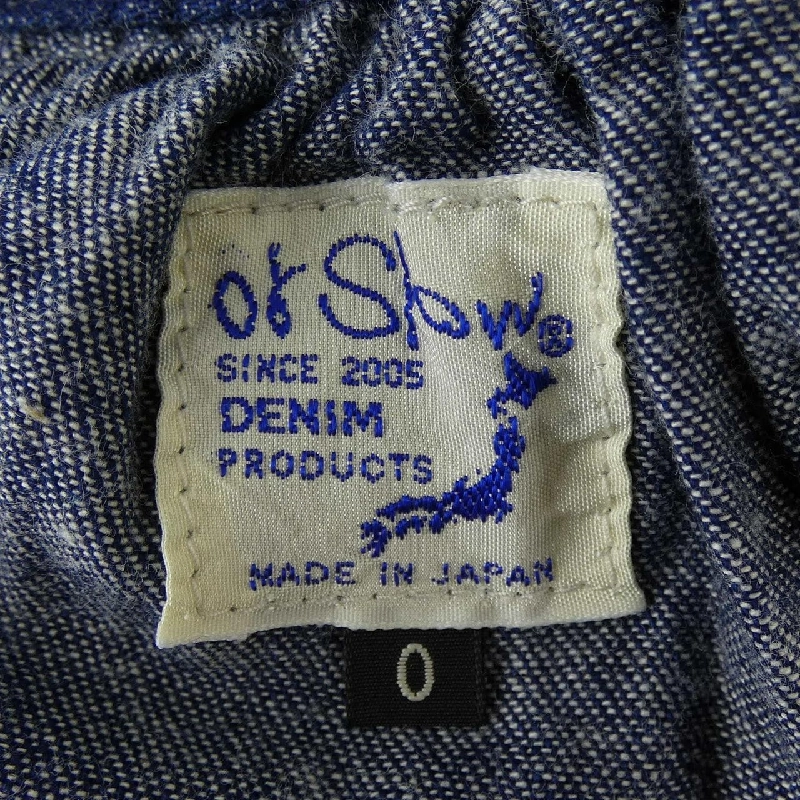 orslow®
SINCE 2005
DENIM
PRODUCTS
MADE IN JAPAN
0